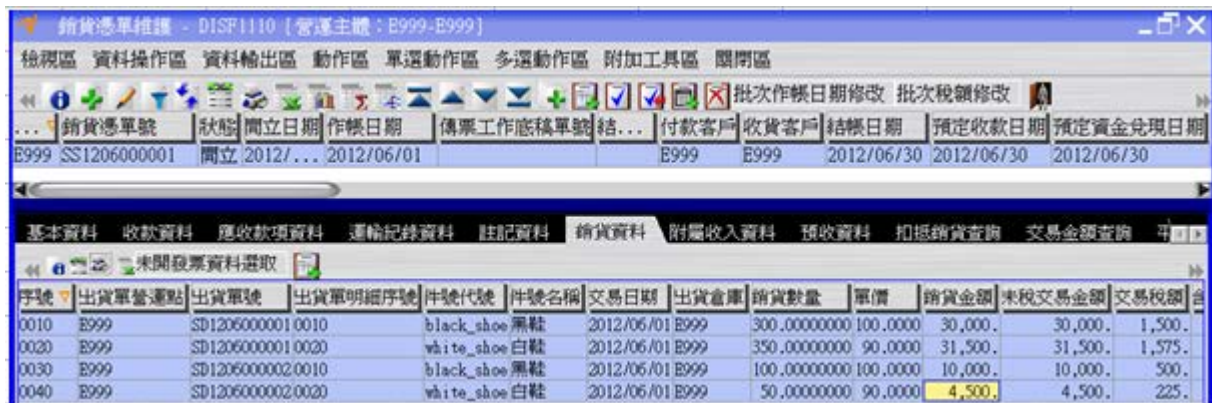 銷貨憑單維護 - DISF1110 [營運主體：E999-E999]
檢視區 資料操作區 資料輸出區 動作區 單選動作區 多選動作區 附加工具區 關閉區
批次作帳日期修改 批次稅額修改
... 銷貨憑單號 狀態 開立日期 作帳日期 傳票工作底稿單號 結... 付款客戶 收貨客戶 結帳日期 預定收款日期 預定資金兌現日期
E999 SS1206000001 開立 2012/... 2012/06/01 E999 E999 2012/06/30 2012/06/30 2012/06/30
基本資料 收款資料 應收款項資料 運輸紀錄資料 註記資料 銷貨資料 附屬收入資料 預收資料 扣抵銷貨查詢 交易金額查詢
未開發票資料選取
序號 出貨單營運點 出貨單號 出貨單明細序號 件號代號 件號名稱 交易日期 出貨倉庫 銷貨數量 單價 銷貨金額 未稅交易金額 交易稅額
0010 E999 SD1206000001 0010 black_shoe 黑鞋 2012/06/01 E999 300.00000000 100.0000 30,000. 30,000. 1,500.
0020 E999 SD1206000001 0020 white_shoe 白鞋 2012/06/01 E999 350.00000000 90.0000 31,500. 31,500. 1,575.
0030 E999 SD1206000002 0010 black_shoe 黑鞋 2012/06/01 E999 100.00000000 100.0000 10,000. 10,000. 500.
0040 E999 SD1206000002 0020 white_shoe 白鞋 2012/06/01 E999 50.00000000 90.0000 4,500. 4,500. 225.